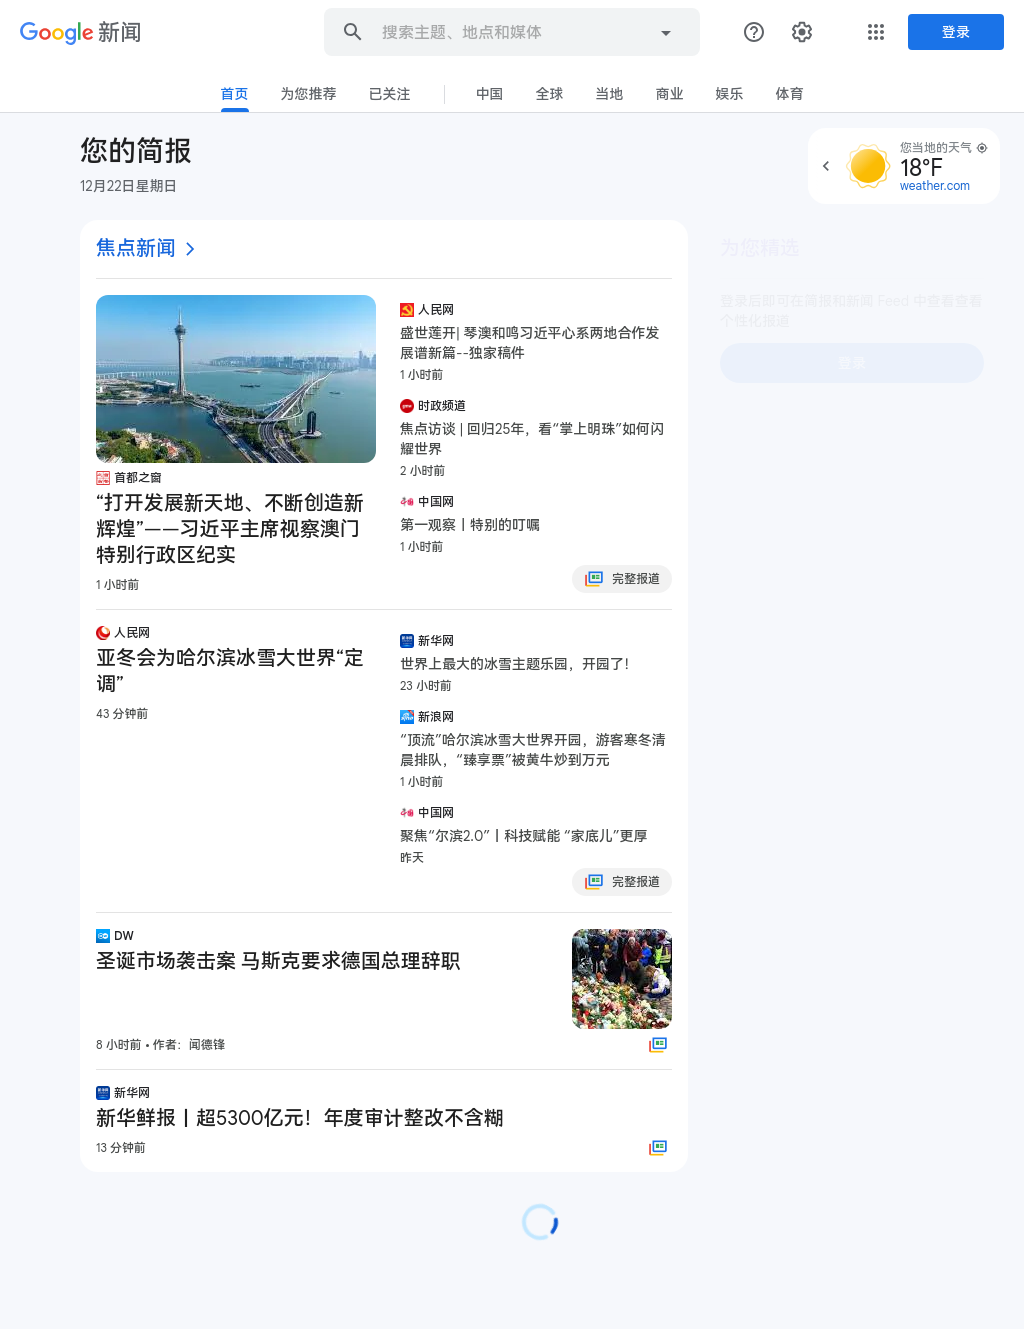 Google 新闻
搜索主题、地点和媒体
登录
首页
为您推荐
已关注
中国
全球
当地
商业
娱乐
体育
您的简报
12月22日星期日
您当地的天气
18°F
weather.com
焦点新闻
首都之窗
“打开发展新天地、不断创造新
辉煌”——习近平主席视察澳门
特别行政区纪实
1 小时前
人民网
盛世莲开| 琴澳和鸣习近平心系两地合作发
展谱新篇--独家稿件
1 小时前
时政频道
焦点访谈 | 回归25年，看“掌上明珠”如何闪
耀世界
2 小时前
中国网
第一观察丨特别的叮嘱
1 小时前
完整报道
人民网
亚冬会为哈尔滨冰雪大世界“定
调”
43 分钟前
新华网
世界上最大的冰雪主题乐园，开园了！
23 小时前
新浪网
“顶流”哈尔滨冰雪大世界开园，游客寒冬清
晨排队，“臻享票”被黄牛炒到万元
1 小时前
中国网
聚焦“尔滨2.0”丨科技赋能 “家底儿”更厚
昨天
完整报道
DW
圣诞市场袭击案 马斯克要求德国总理辞职
8 小时前 • 作者：闻德锋
新华网
新华鲜报丨超5300亿元！年度审计整改不含糊
13 分钟前
为您精选
登录后即可在简报和新闻 Feed 中查看查看
个性化报道
登录